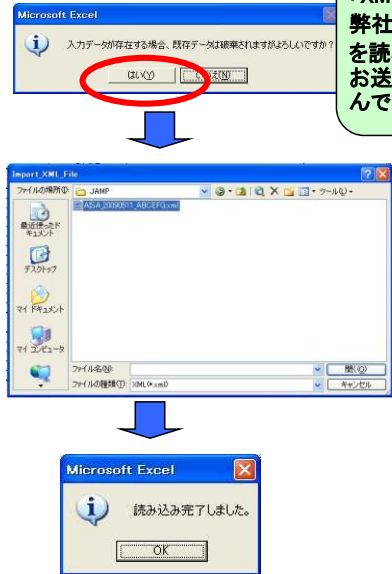 Microsoft Excel
入力データが存在する場合、既存データは破棄されますがよろしいですか?
はい(Y)
(N)
弊社
を読
お送
んで
Import_XML_File
ファイルの場所(I):
JAMP
ツール(L)
AISA_20090511_ABCEFG.xml
最近使ったド
キュメント
デスクトップ
マイ ドキュメント
マイ コンピュータ
ファイル名(N):
開く(O)
ファイルの種類(T):
XML(*.xml)
キャンセル
Microsoft Excel
読み込み完了しました。
OK